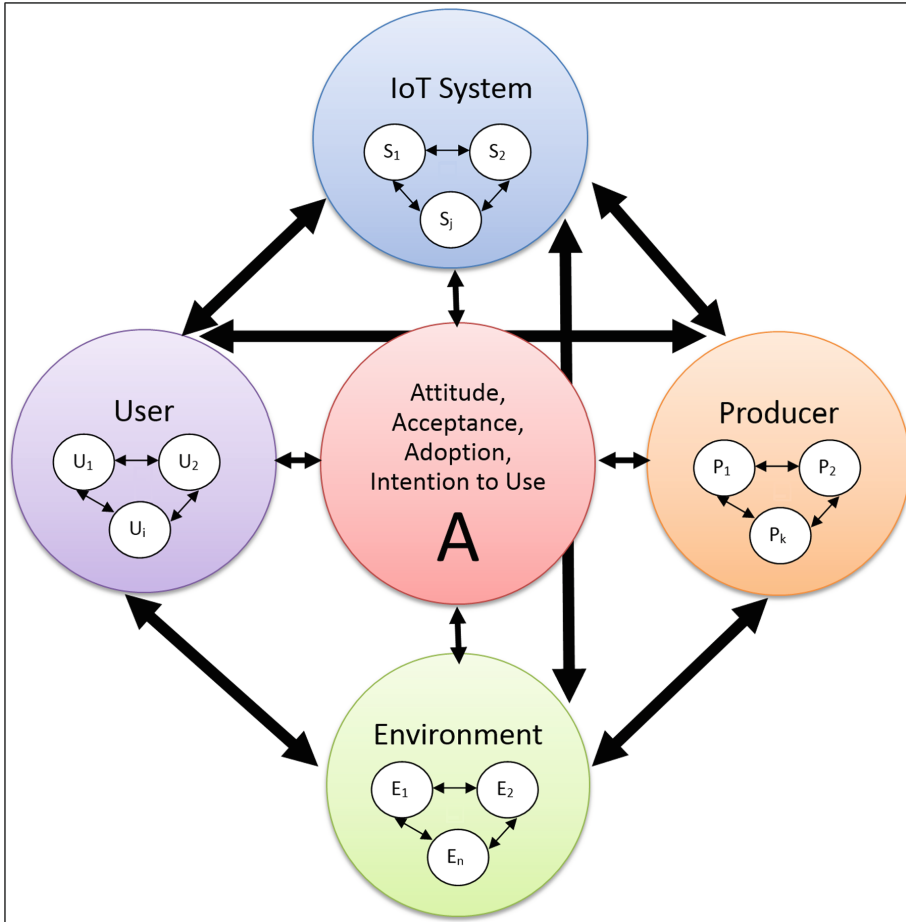 IoT System
S₁
S₂
Sⱼ
User
U₁
U₂
Uᵢ
Attitude,
Acceptance,
Adoption,
Intention to Use
A
Producer
P₁
P₂
Pₖ
Environment
E₁
E₂
Eₙ